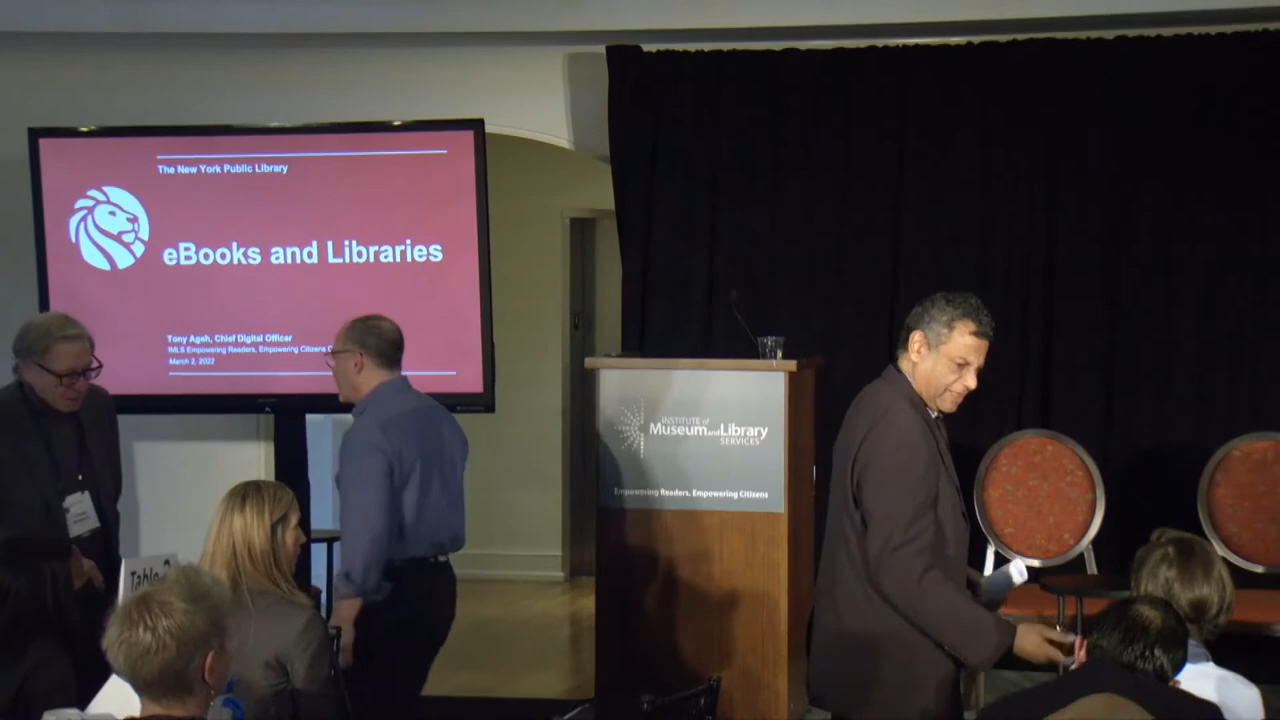 The New York Public Library
eBooks and Libraries
Tony Ageh, Chief Digital Officer
IMLS Empowering Readers, Empowering Citizens
March 2, 2022
INSTITUTE of
Museum and Library
SERVICES
Empowering Readers, Empowering Citizens
Table